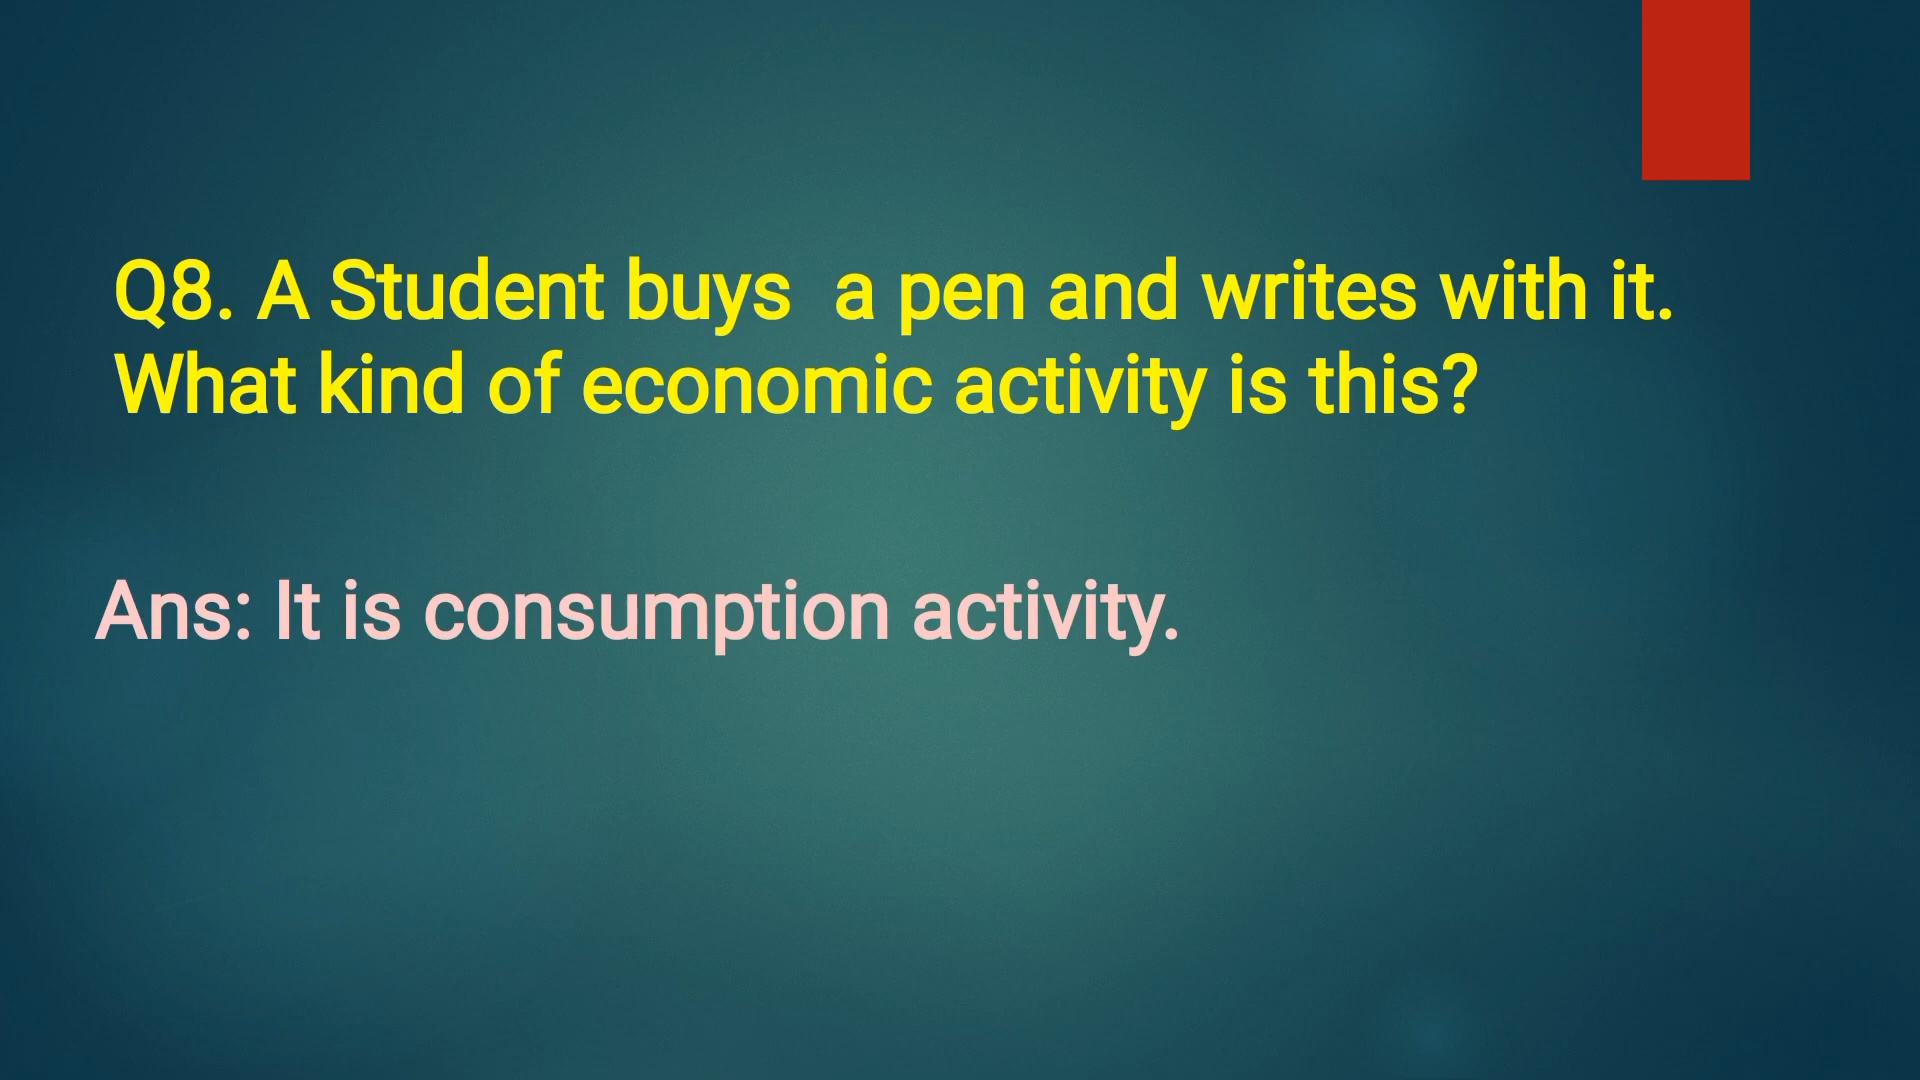 Q8. A Student buys  a pen and writes with it.
What kind of economic activity is this?
Ans: It is consumption activity.